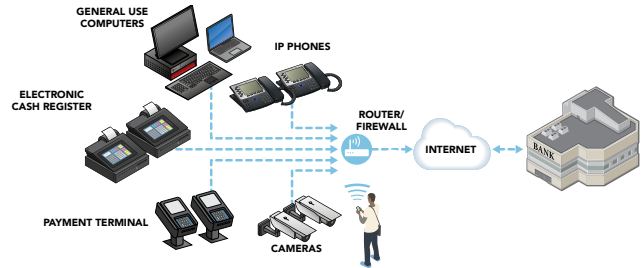 GENERAL USE
COMPUTERS
IP PHONES
ELECTRONIC
CASH REGISTER
ROUTER/
FIREWALL
INTERNET
BANK
PAYMENT TERMINAL
CAMERAS